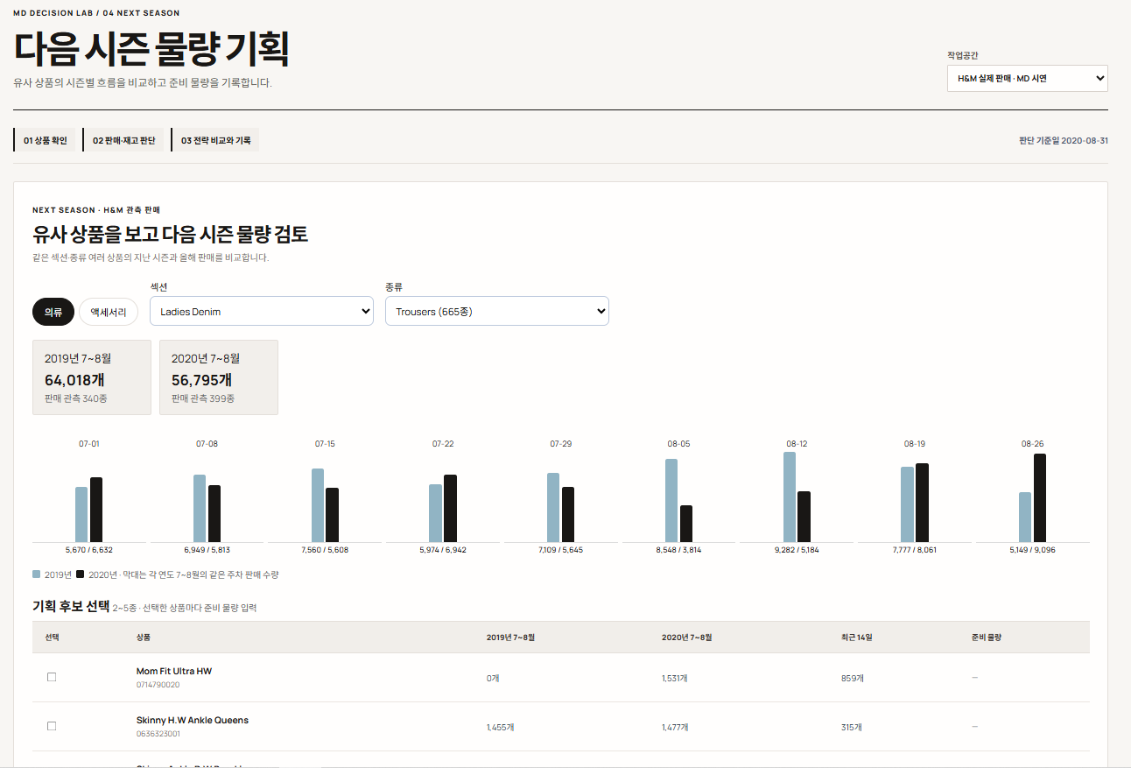 MD DECISION LAB / 04 NEXT SEASON
다음 시즌 물량 기획
유사 상품의 시즌별 흐름을 비교하고 준비 물량을 기록합니다.
작업공간
H&M 실제 판매 · MD 시연
01 상품 확인 02 판매·재고 판단 03 전략 비교와 기록 판단 기준일 2020-08-31
NEXT SEASON · H&M 관측 판매
유사 상품을 보고 다음 시즌 물량 검토
같은 섹션·종류 여러 상품의 지난 시즌과 올해 판매를 비교합니다.
섹션 종류
의류 액세서리 Ladies Denim Trousers (665종)
2019년 7~8월 2020년 7~8월
64,018개 56,795개
판매 관측 340종 판매 관측 399종
07-01 07-08 07-15 07-22 07-29 08-05 08-12 08-19 08-26
5,670 / 6,632 6,949 / 5,813 7,560 / 5,608 5,974 / 6,942 7,109 / 5,645 8,548 / 3,814 9,282 / 5,184 7,777 / 8,061 5,149 / 9,096
2019년 2020년 · 막대는 각 연도 7~8월의 같은 주차 판매 수량
기획 후보 선택 2~5종 · 선택한 상품마다 준비 물량 입력
선택 상품 2019년 7~8월 2020년 7~8월 최근 14일 준비 물량
Mom Fit Ultra HW 0개 1,531개 859개 –
0714790020
Skinny H.W Ankle Queens 1,455개 1,477개 315개 –
0636323001